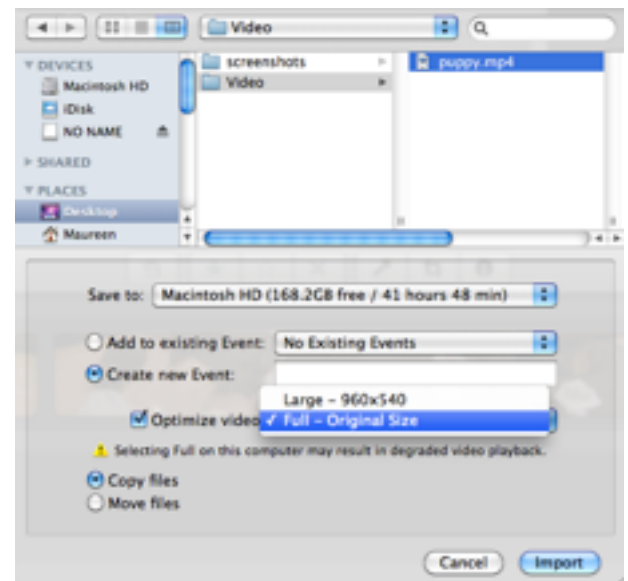 Video
DEVICES
Macintosh HD
iDisk
NO NAME
SHARED
PLACES
Desktop
Maureen
screenshots
Video
puppy.mp4
Save to: Macintosh HD (168.2GB free / 41 hours 48 min)
Add to existing Event: No Existing Events
Create new Event:
Large – 960x540
Optimize video ✓ Full – Original Size
Selecting Full on this computer may result in degraded video playback.
Copy files
Move files
Cancel Import